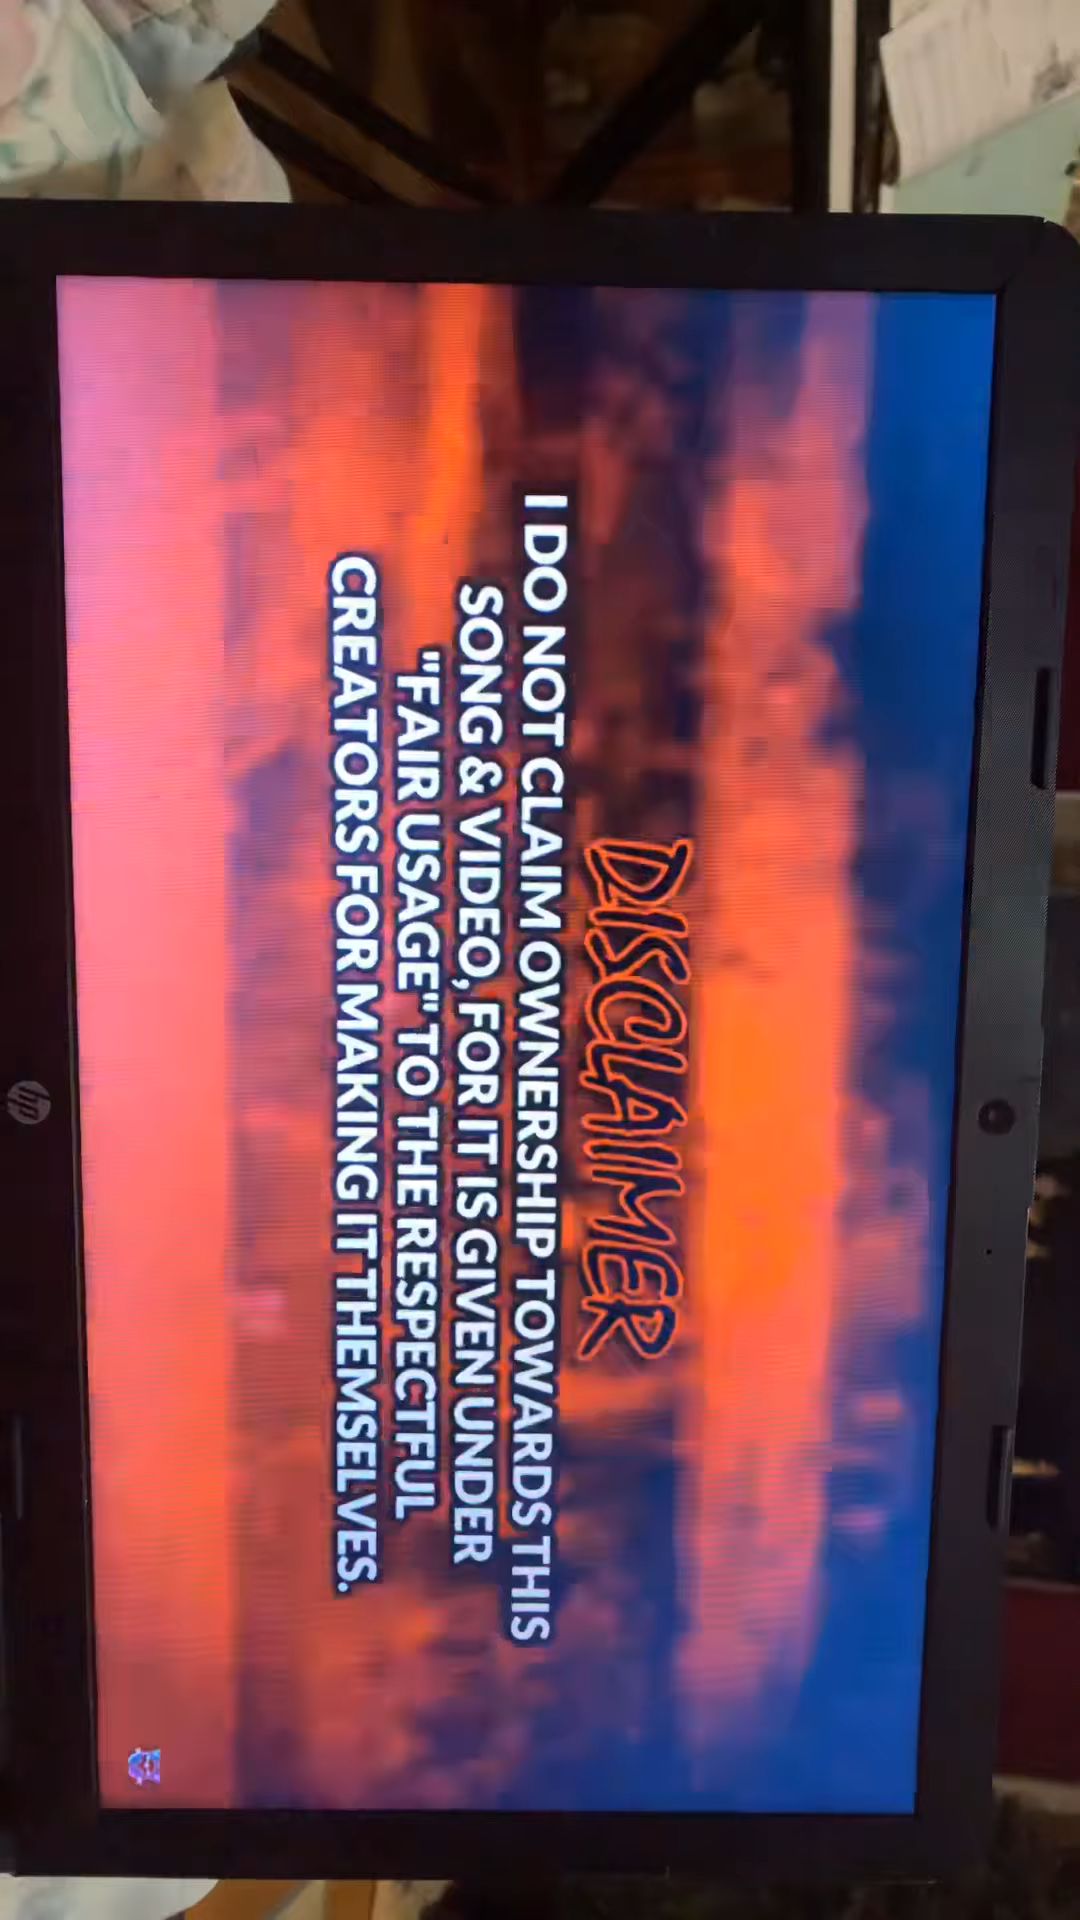 DISCLAIMER
I DO NOT CLAIM OWNERSHIP TOWARDS THIS
SONG & VIDEO, FOR IT IS GIVEN UNDER
"FAIR USAGE" TO THE RESPECTFUL
CREATORS FOR MAKING IT THEMSELVES.
hp